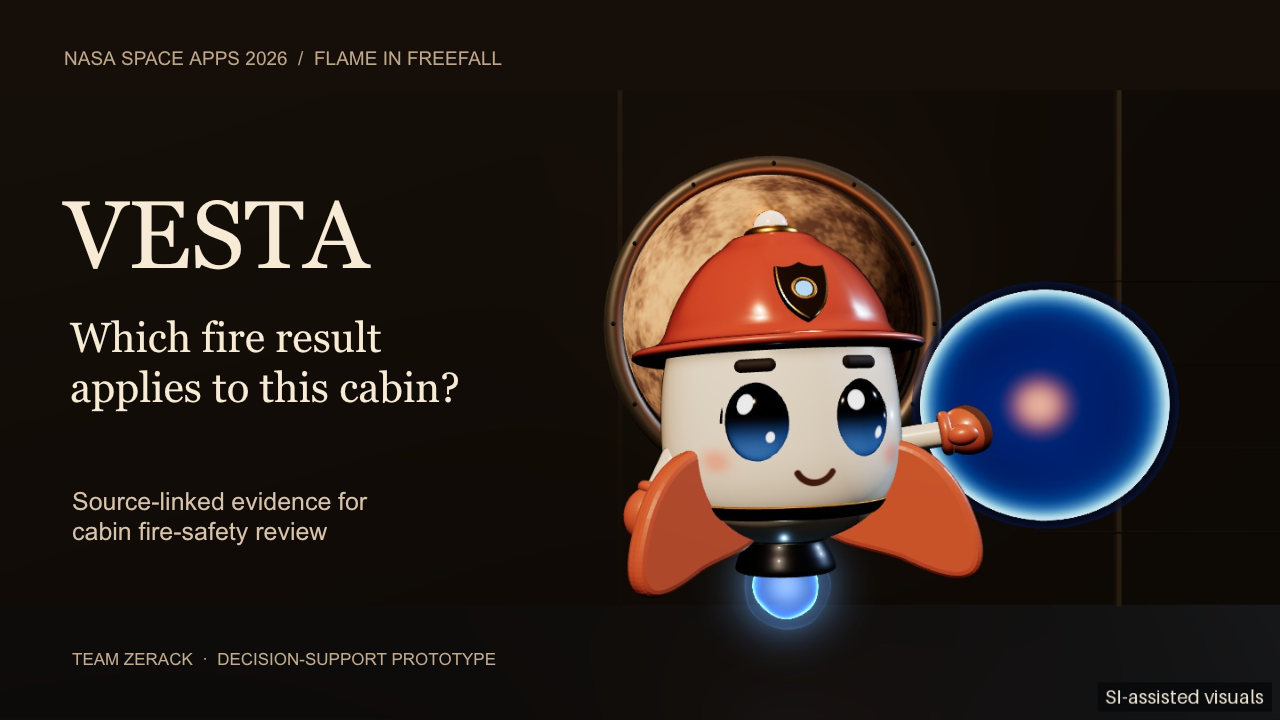 NASA SPACE APPS 2026 / FLAME IN FREEFALL
VESTA
Which fire result
applies to this cabin?
Source-linked evidence for
cabin fire-safety review
TEAM ZERACK · DECISION-SUPPORT PROTOTYPE
SI-assisted visuals